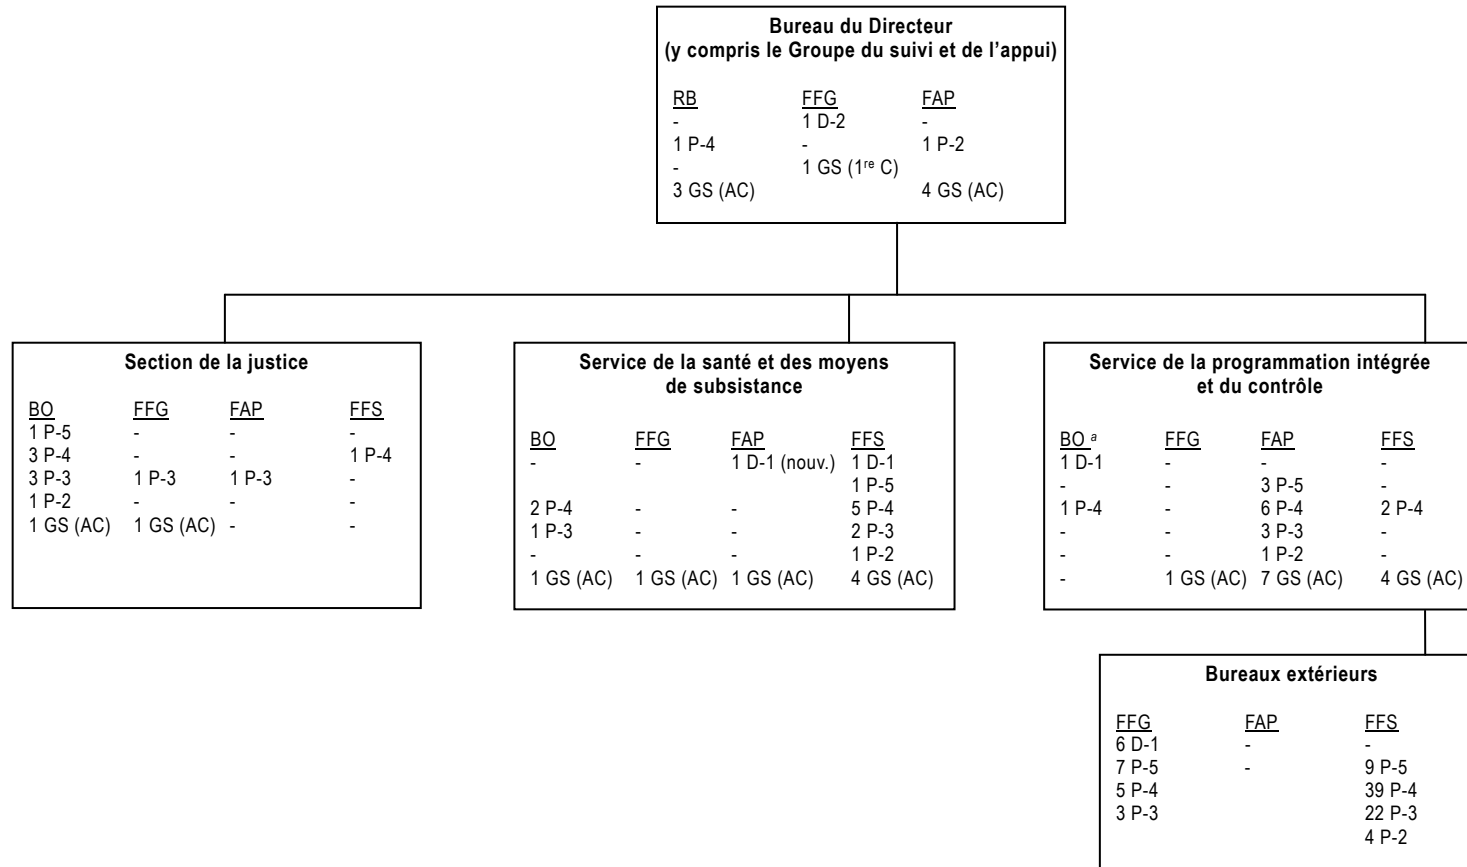 Bureau du Directeur
(y compris le Groupe du suivi et de l’appui)
RB FFG FAP
- 1 D-2 -
1 P-4 - 1 P-2
- 1 GS (1re C)
3 GS (AC) 4 GS (AC)
Section de la justice
BO FFG FAP FFS
1 P-5 - - -
3 P-4 - - 1 P-4
3 P-3 1 P-3 1 P-3 -
1 P-2 - - -
1 GS (AC) 1 GS (AC) - -
Service de la santé et des moyens
de subsistance
BO FFG FAP FFS
- - 1 D-1 (nouv.) 1 D-1
1 P-5
2 P-4 - - 5 P-4
1 P-3 - - 2 P-3
- - - 1 P-2
1 GS (AC) 1 GS (AC) 1 GS (AC) 4 GS (AC)
Service de la programmation intégrée
et du contrôle
BO a FFG FAP FFS
1 D-1 - - -
- - 3 P-5 -
1 P-4 - 6 P-4 2 P-4
- - 3 P-3 -
- - 1 P-2 -
- 1 GS (AC) 7 GS (AC) 4 GS (AC)
Bureaux extérieurs
FFG FAP FFS
6 D-1 - -
7 P-5 - 9 P-5
5 P-4 39 P-4
3 P-3 22 P-3
4 P-2